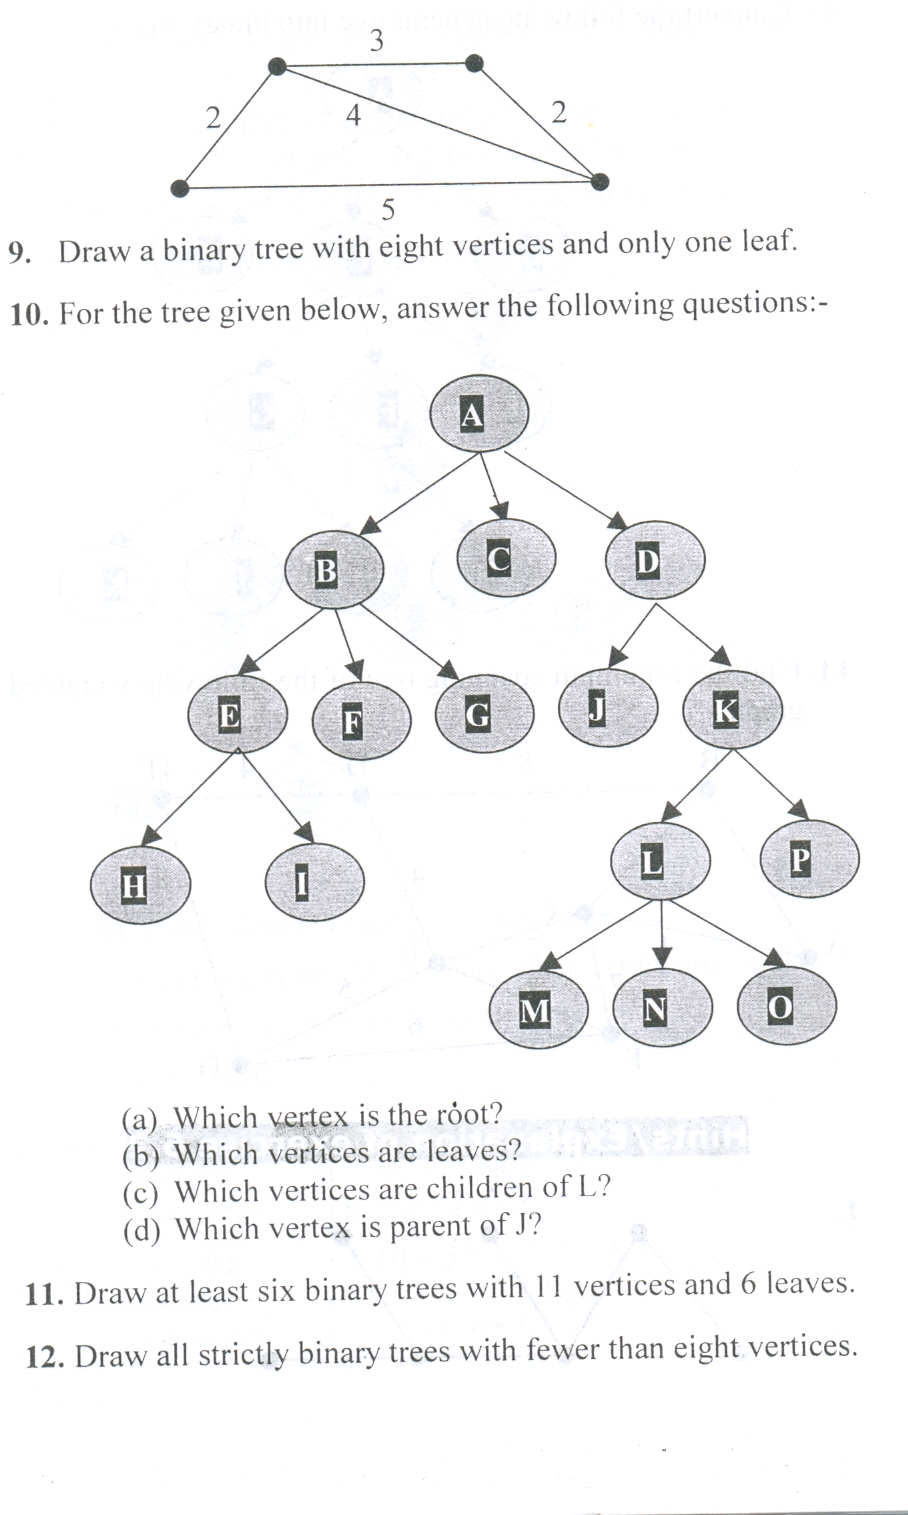 3
2
4
2
5
9. Draw a binary tree with eight vertices and only one leaf.
10. For the tree given below, answer the following questions:-
A
B
C
D
E
F
G
J
K
H
I
L
P
M
N
O
(a) Which vertex is the root?
(b) Which vertices are leaves?
(c) Which vertices are children of L?
(d) Which vertex is parent of J?
11. Draw at least six binary trees with 11 vertices and 6 leaves.
12. Draw all strictly binary trees with fewer than eight vertices.